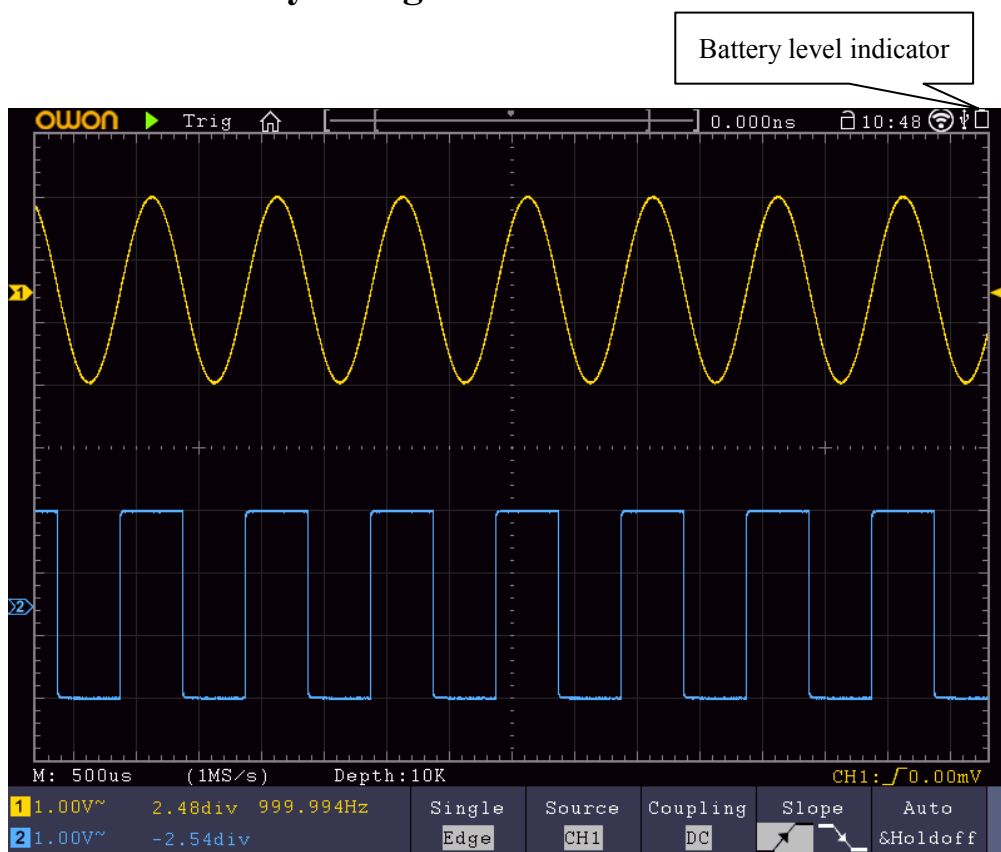 Battery level indicator
owon Trig 0.000ns 10:48
1
2
M: 500us (1MS/s) Depth:10K CH1: 0.00mV
1 1.00V~ 2.48div 999.994Hz Single Source Coupling Slope Auto
2 1.00V~ -2.54div Edge CH1 DC &Holdoff